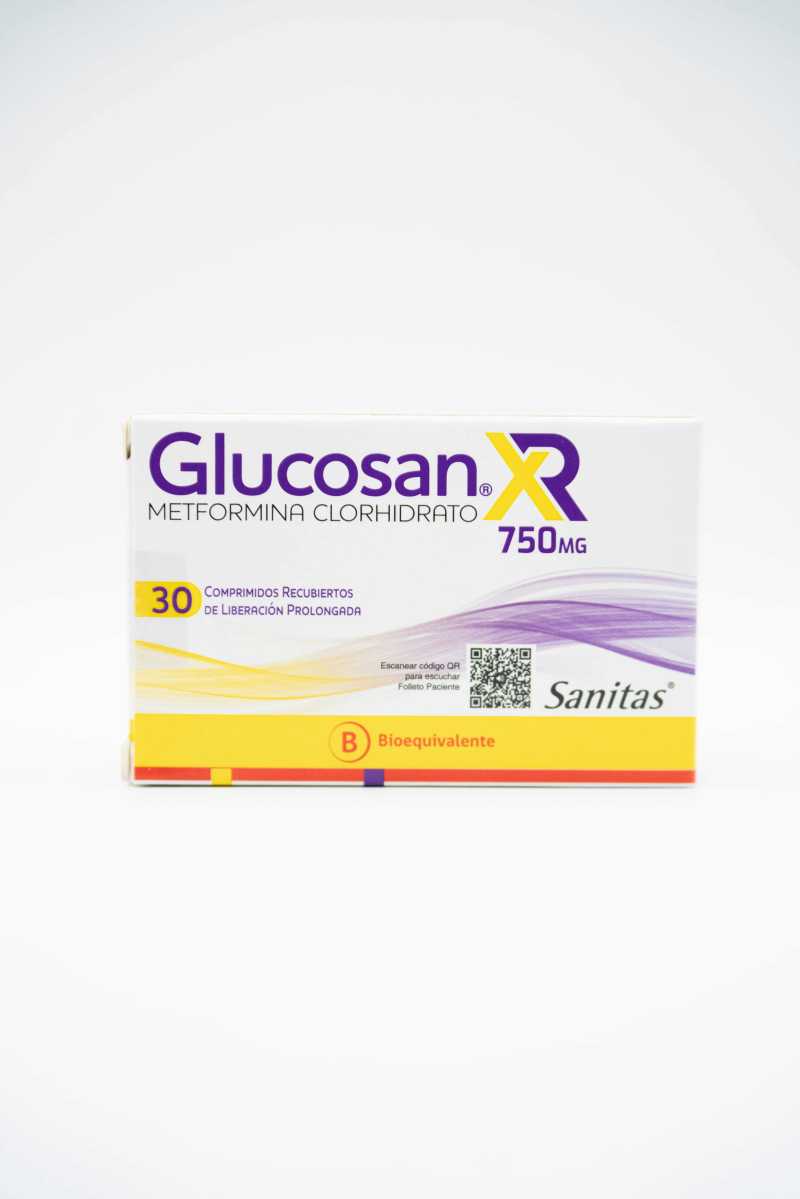 Glucosan® XR
METFORMINA CLORHIDRATO
750MG
30 COMPRIMIDOS RECUBIERTOS
DE LIBERACIÓN PROLONGADA
Escanear código QR
para escuchar
Folleto Paciente
Sanitas®
B Bioequivalente